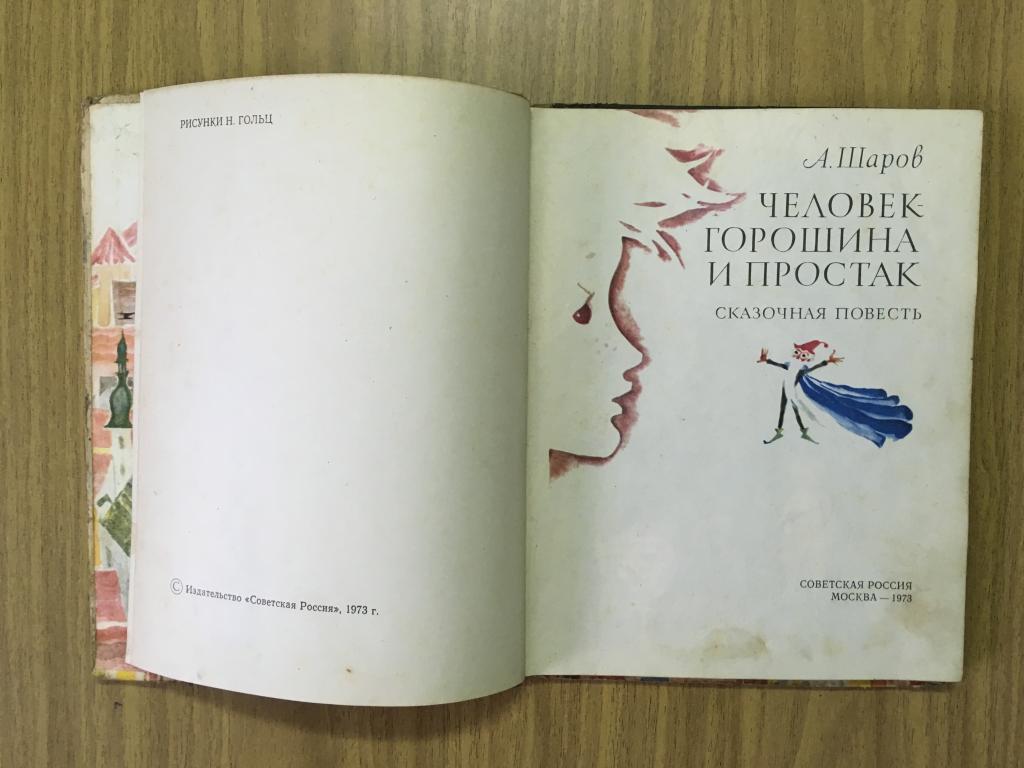 РИСУНКИ Н. ГОЛЬЦ
© Издательство «Советская Россия», 1973 г.
А. Шаров
ЧЕЛОВЕК-
ГОРОШИНА
И ПРОСТАК
СКАЗОЧНАЯ ПОВЕСТЬ
СОВЕТСКАЯ РОССИЯ
МОСКВА — 1973